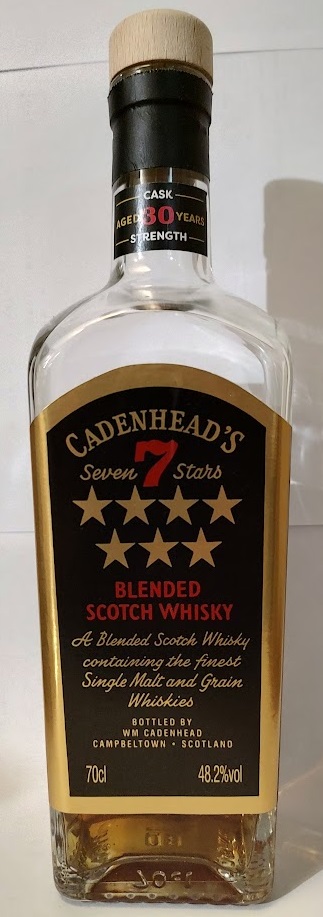 CASK
AGED 30 YEARS
STRENGTH
CADENHEAD'S
Seven 7 Stars
BLENDED
SCOTCH WHISKY
A Blended Scotch Whisky
containing the finest
Single Malt and Grain
Whiskies
BOTTLED BY
WM CADENHEAD
CAMPBELTOWN • SCOTLAND
70cl 48.2%vol